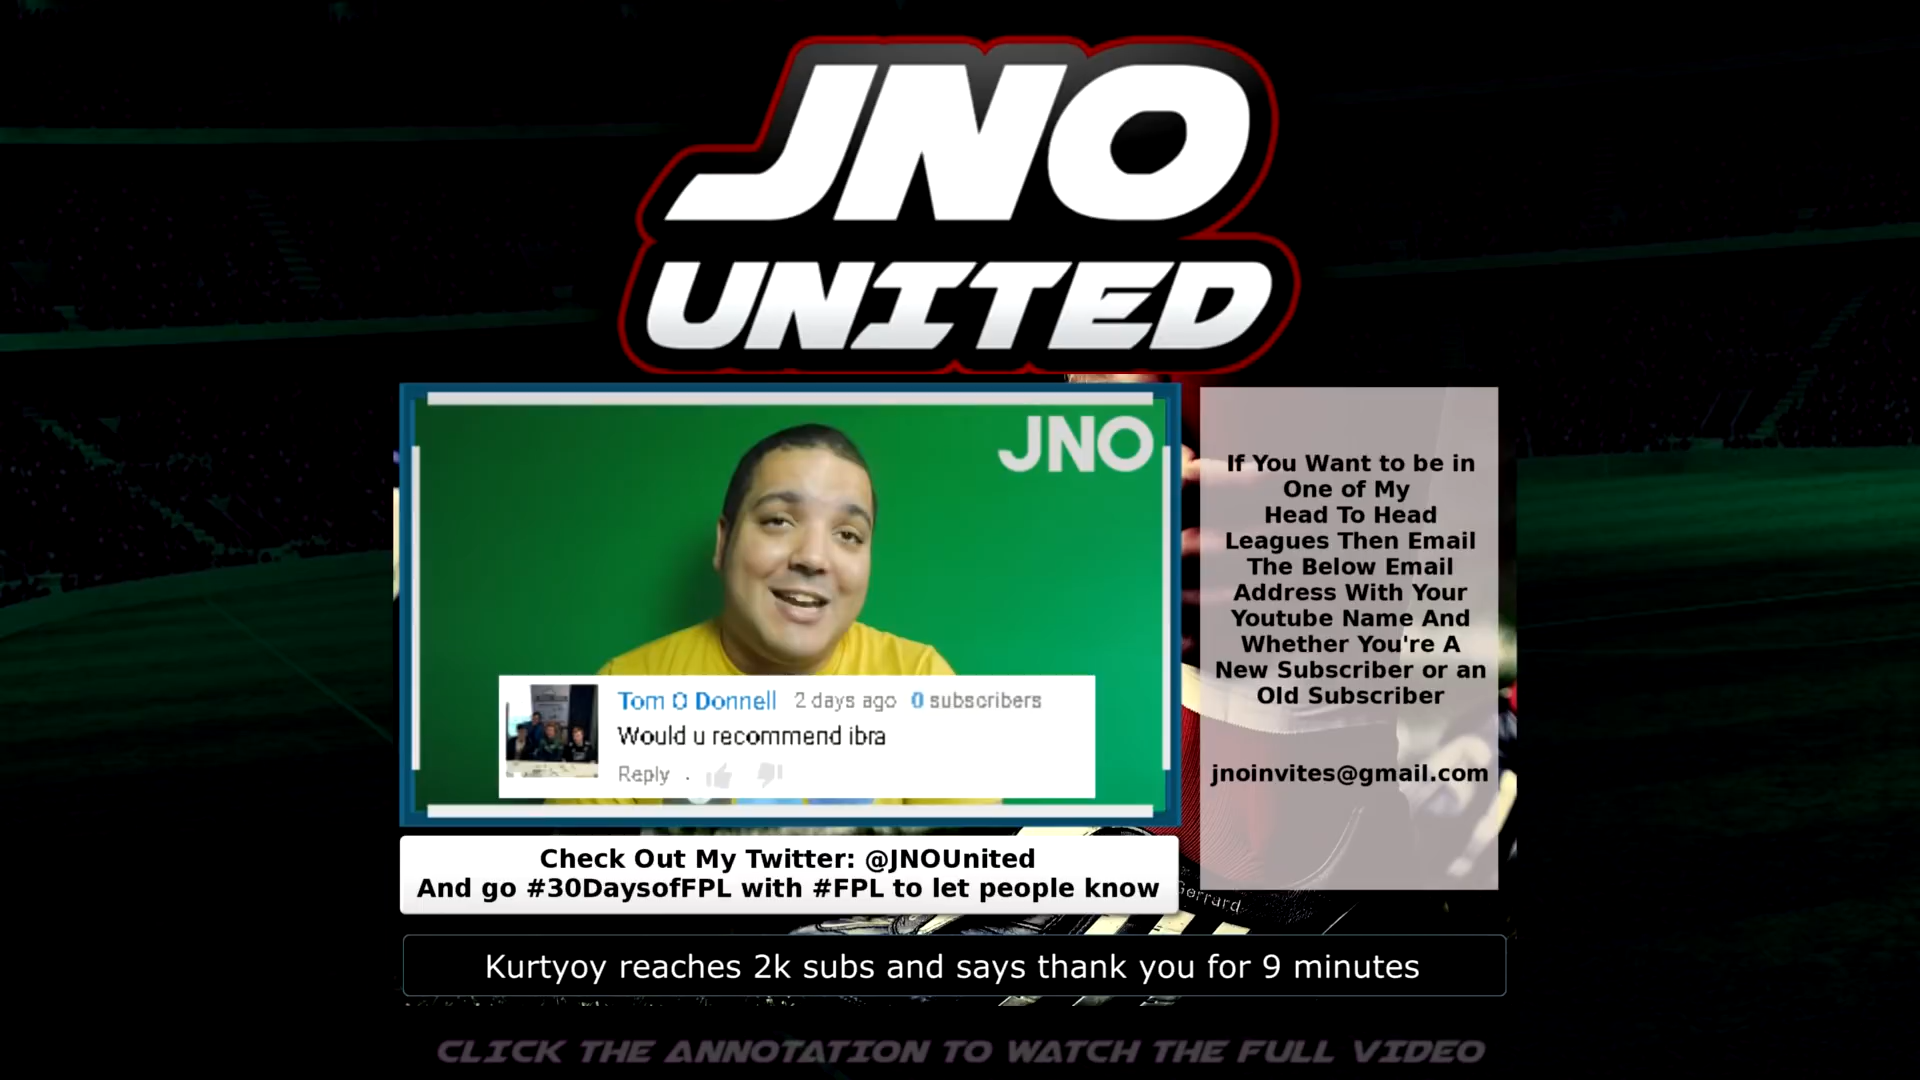 JNO
UNITED
JNO
Tom O Donnell 2 days ago 0 subscribers
Would u recommend ibra
Reply .
If You Want to be in
One of My
Head To Head
Leagues Then Email
The Below Email
Address With Your
Youtube Name And
Whether You're A
New Subscriber or an
Old Subscriber
jnoinvites@gmail.com
Check Out My Twitter: @JNOUnited
And go #30DaysofFPL with #FPL to let people know
Gerrard
Kurtyoy reaches 2k subs and says thank you for 9 minutes
CLICK THE ANNOTATION TO WATCH THE FULL VIDEO